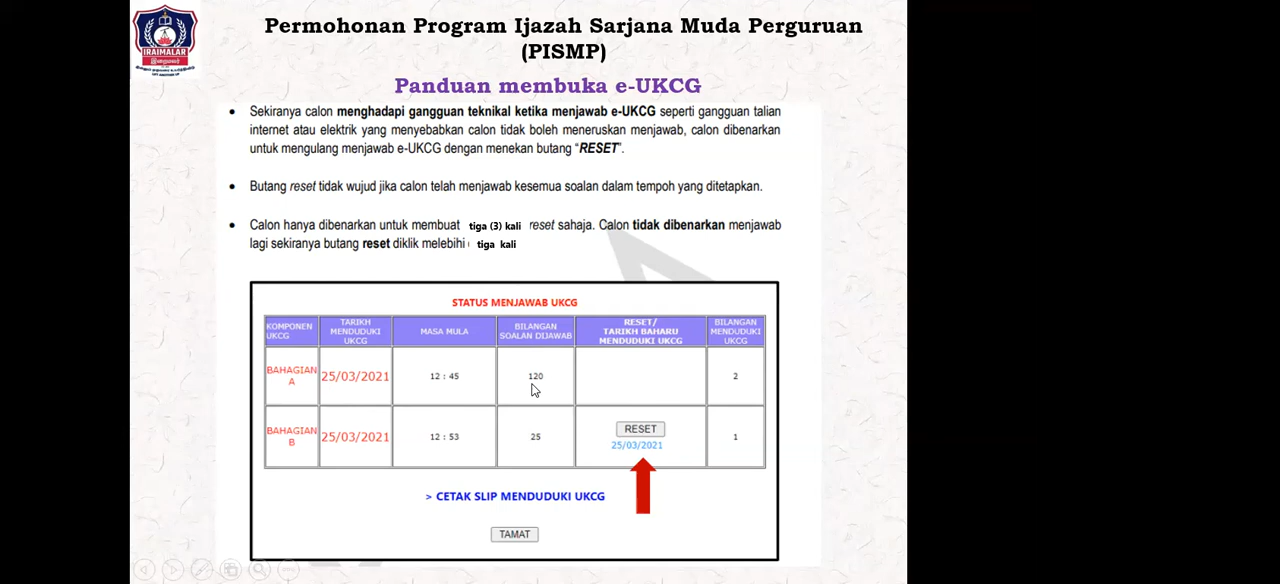 IRAIMALAR
இறைமலர்
Permohonan Program Ijazah Sarjana Muda Perguruan
(PISMP)
Panduan membuka e-UKCG
• Sekiranya calon menghadapi gangguan teknikal ketika menjawab e-UKCG seperti gangguan talian
internet atau elektrik yang menyebabkan calon tidak boleh meneruskan menjawab, calon dibenarkan
untuk mengulang menjawab e-UKCG dengan menekan butang “RESET”.
• Butang reset tidak wujud jika calon telah menjawab kesemua soalan dalam tempoh yang ditetapkan.
• Calon hanya dibenarkan untuk membuat tiga (3) kali reset sahaja. Calon tidak dibenarkan menjawab
lagi sekiranya butang reset diklik melebihi tiga kali
STATUS MENJAWAB UKCG
KOMPONEN UKCG
TARIKH MENDUDUKI UKCG
MASA MULA
BILANGAN SOALAN DIJAWAB
RESET/ TARIKH BAHARU MENDUDUKI UKCG
BILANGAN MENDUDUKI UKCG
BAHAGIAN A 25/03/2021 12 : 45 120 2
BAHAGIAN B 25/03/2021 12 : 53 25 RESET 25/03/2021 1
> CETAK SLIP MENDUDUKI UKCG
TAMAT